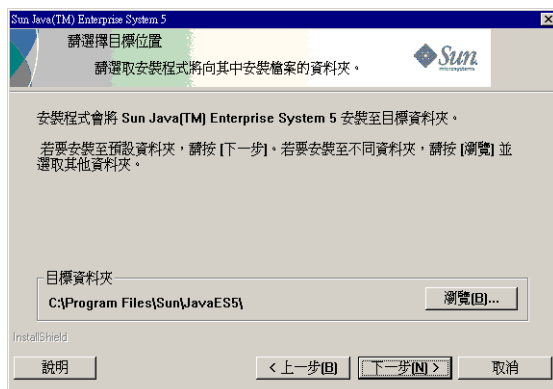 Sun Java(TM) Enterprise System 5
請選擇目標位置
請選取安裝程式將向其中安裝檔案的資料夾。
Sun
microsystems
安裝程式會將 Sun Java(TM) Enterprise System 5 安裝至目標資料夾。
若要安裝至預設資料夾，請按 [下一步]。若要安裝至不同資料夾，請按 [瀏覽] 並
選取其他資料夾。
目標資料夾
C:\Program Files\Sun\JavaES5\
瀏覽(B)...
InstallShield
說明
< 上一步(B)
下一步(N) >
取消